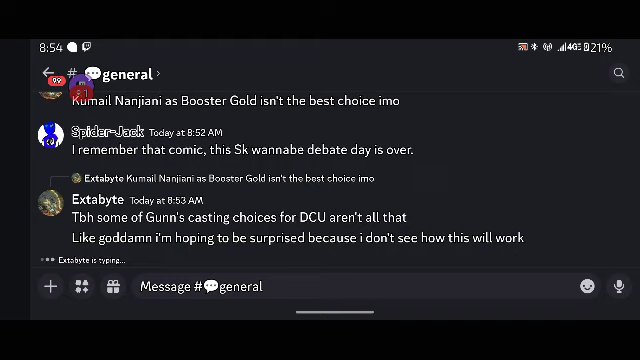 8:54
4G
21%
99
# 💬general
Kumail Nanjiani as Booster Gold isn't the best choice imo
Spider-Jack Today at 8:52 AM
I remember that comic, this Sk wannabe debate day is over.
Extabyte Kumail Nanjiani as Booster Gold isn't the best choice imo
Extabyte Today at 8:53 AM
Tbh some of Gunn's casting choices for DCU aren't all that
Like goddamn i'm hoping to be surprised because i don't see how this will work
Extabyte is typing...
Message #💬general